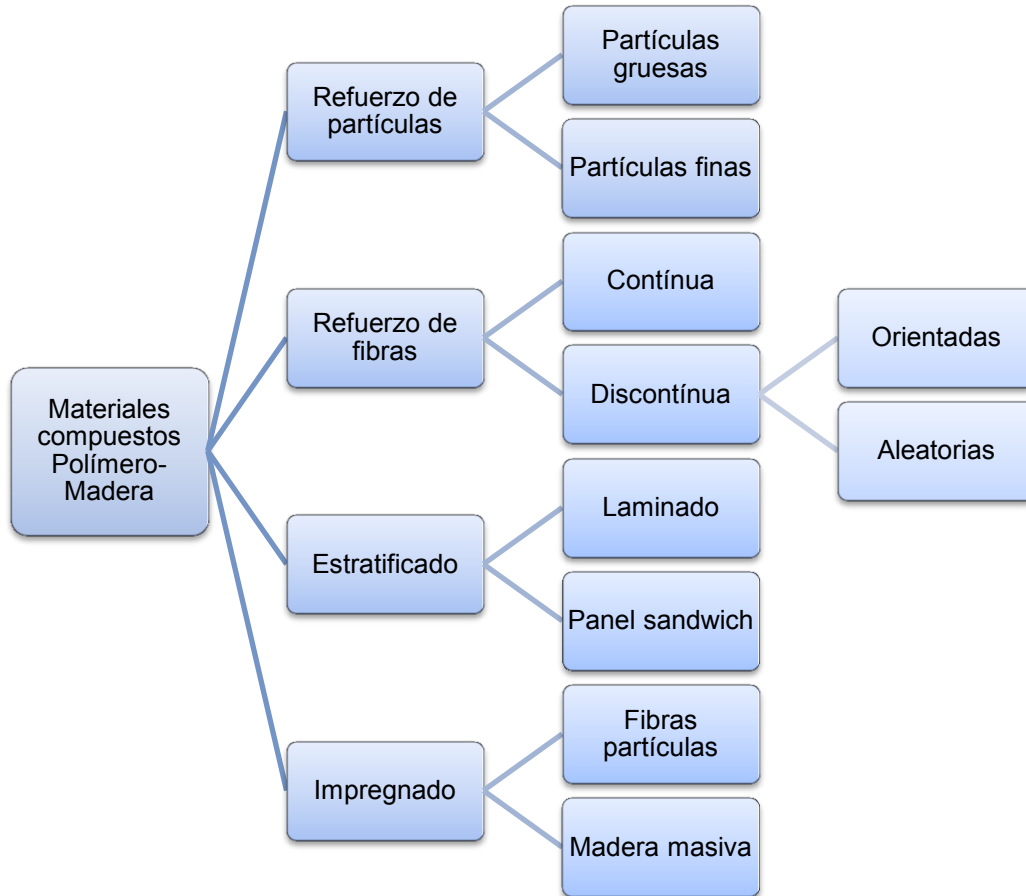 Materiales
compuestos
Polímero-
Madera
Refuerzo de
partículas
Partículas
gruesas
Partículas finas
Refuerzo de
fibras
Contínua
Discontínua
Orientadas
Aleatorias
Estratificado
Laminado
Panel sandwich
Impregnado
Fibras
partículas
Madera masiva